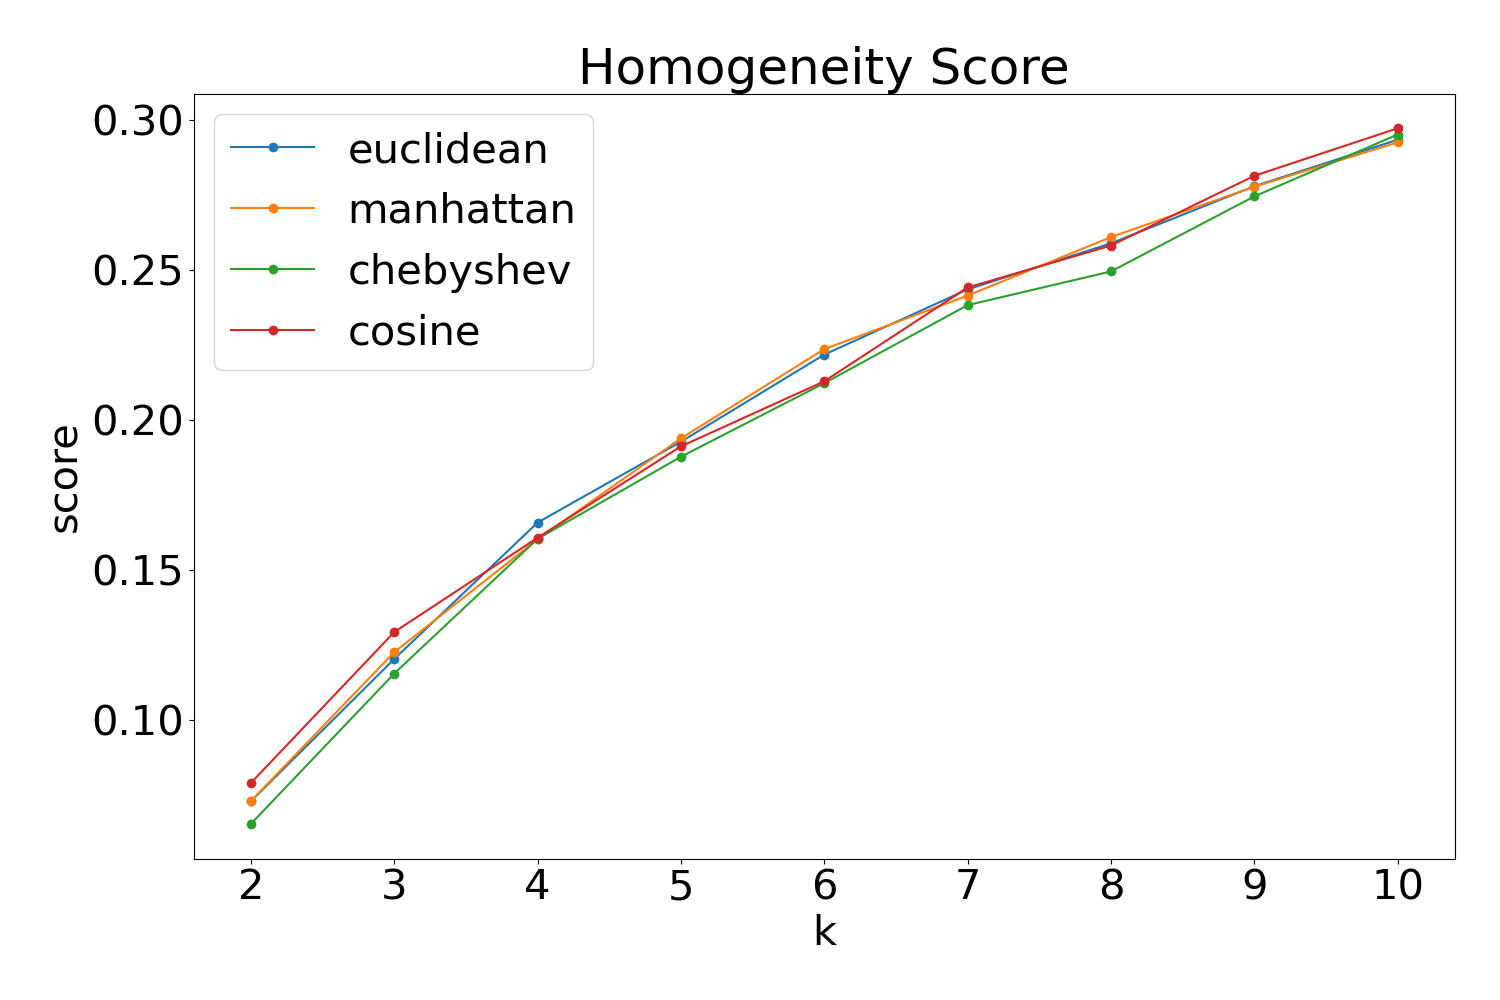 Homogeneity Score
0.30
0.25
0.20
0.15
0.10
score
euclidean
manhattan
chebyshev
cosine
2 3 4 5 6 7 8 9 10
k